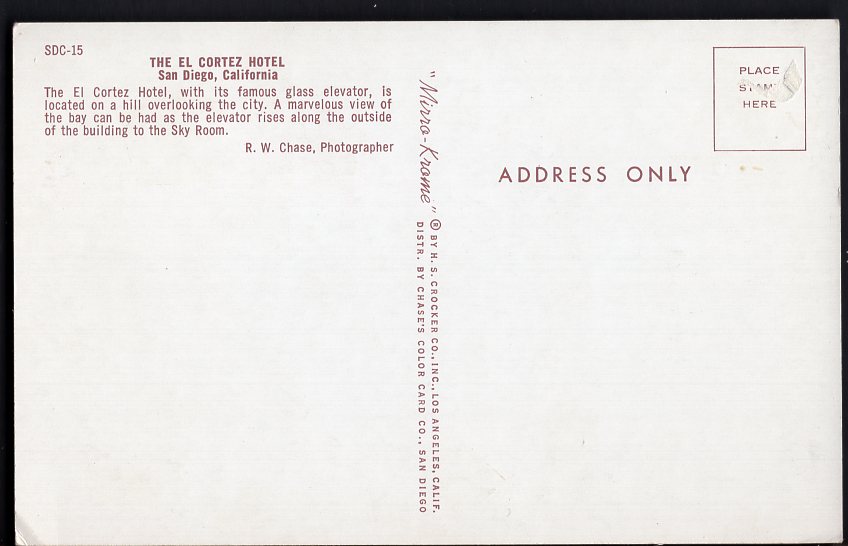 SDC-15
THE EL CORTEZ HOTEL
San Diego, California
The El Cortez Hotel, with its famous glass elevator, is
located on a hill overlooking the city. A marvelous view of
the bay can be had as the elevator rises along the outside
of the building to the Sky Room.
R. W. Chase, Photographer
"Mirro-Krome" ® BY H. S. CROCKER CO., INC., LOS ANGELES, CALIF.
DISTR. BY CHASE'S COLOR CARD CO., SAN DIEGO
PLACE
STAMP
HERE
ADDRESS ONLY